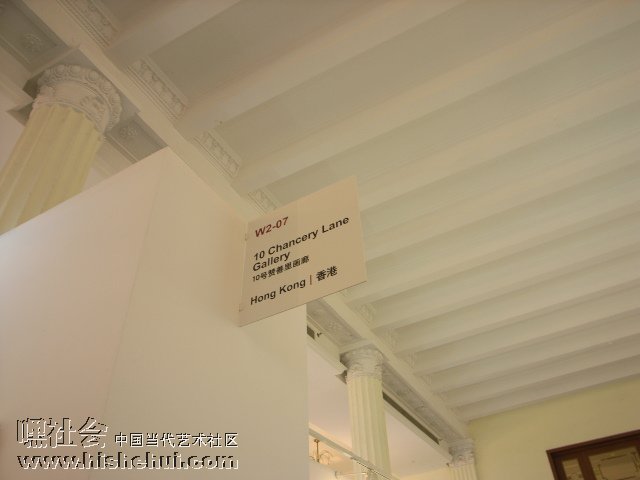 W2-07
10 Chancery Lane
Gallery
10号赞善里画廊
Hong Kong | 香港
嘿社会 中国当代艺术社区
www.hishehui.com